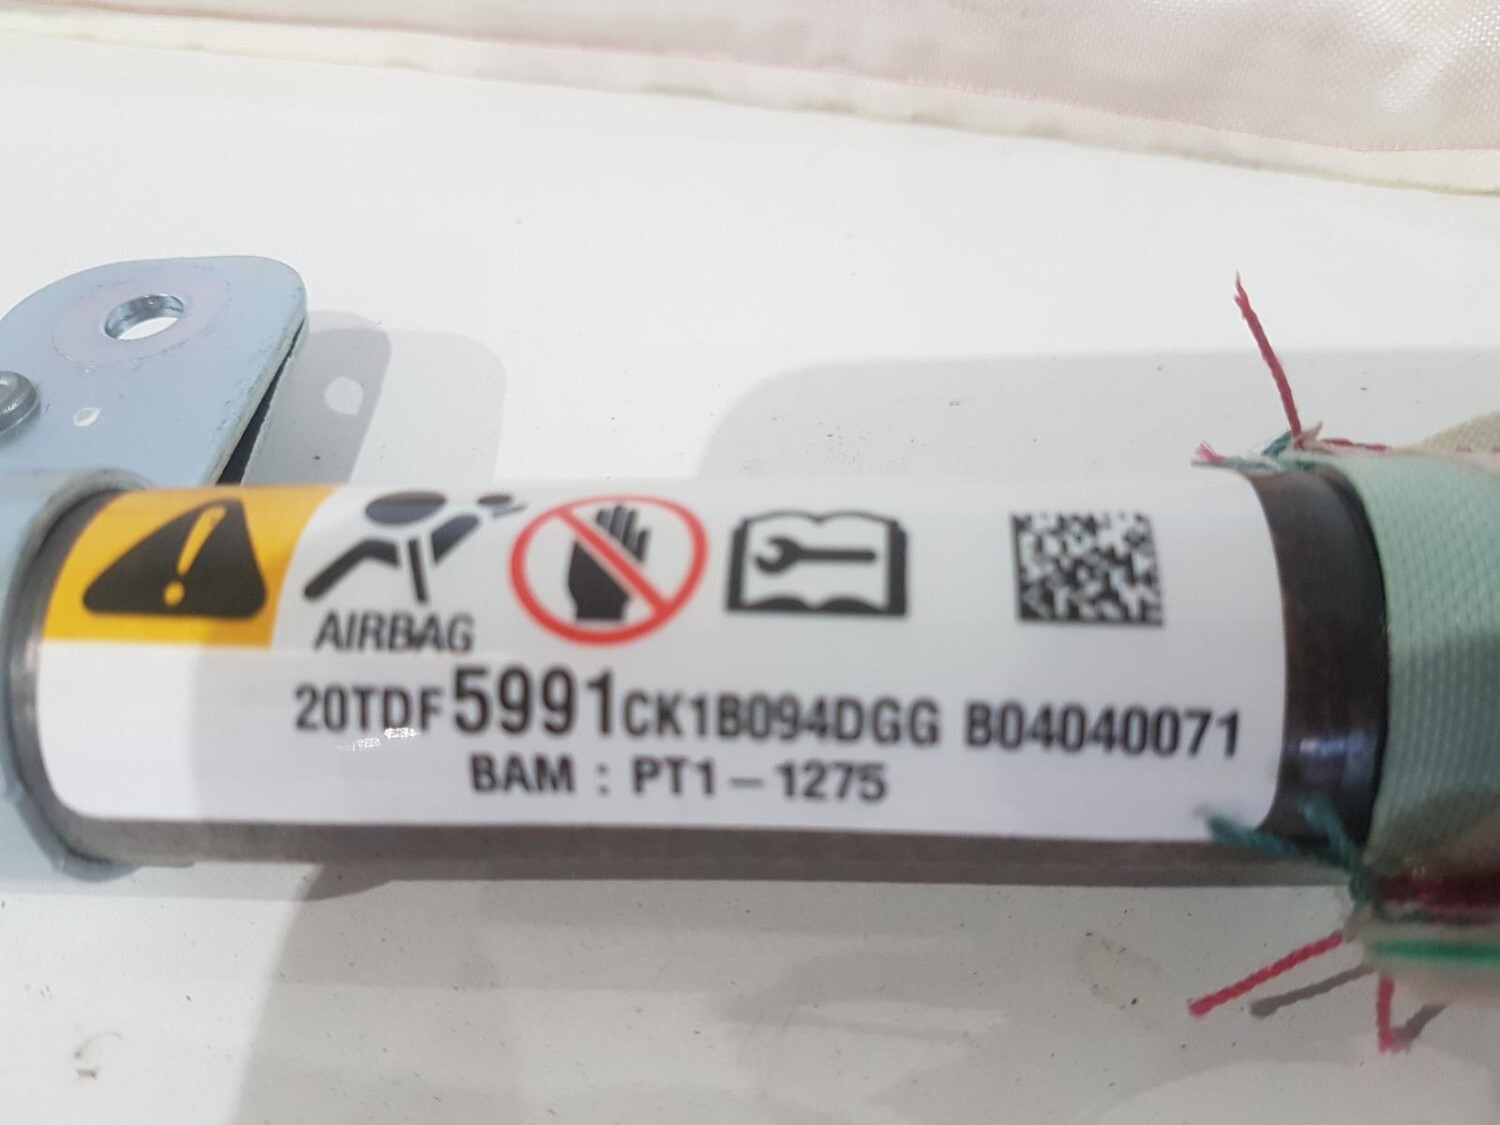 AIRBAG
20TDF5991CK1B094DGG B04040071
BAM : PT1-1275